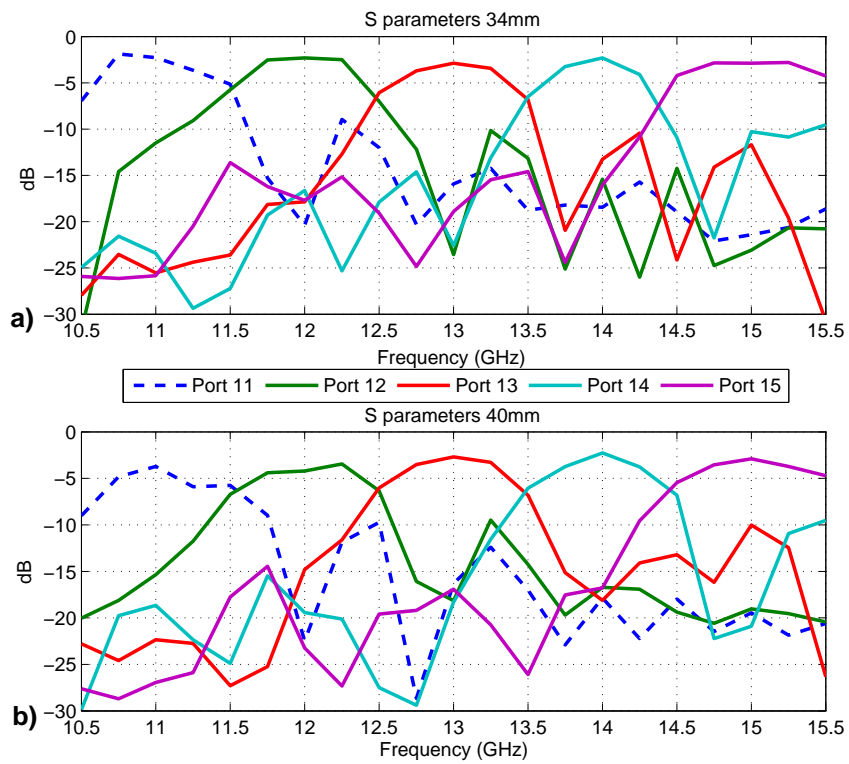 S parameters 34mm
0
−5
−10
−15
−20
−25
−30
dB
a)
10.5 11 11.5 12 12.5 13 13.5 14 14.5 15 15.5
Frequency (GHz)
Port 11 Port 12 Port 13 Port 14 Port 15
S parameters 40mm
0
−5
−10
−15
−20
−25
−30
dB
b)
10.5 11 11.5 12 12.5 13 13.5 14 14.5 15 15.5
Frequency (GHz)